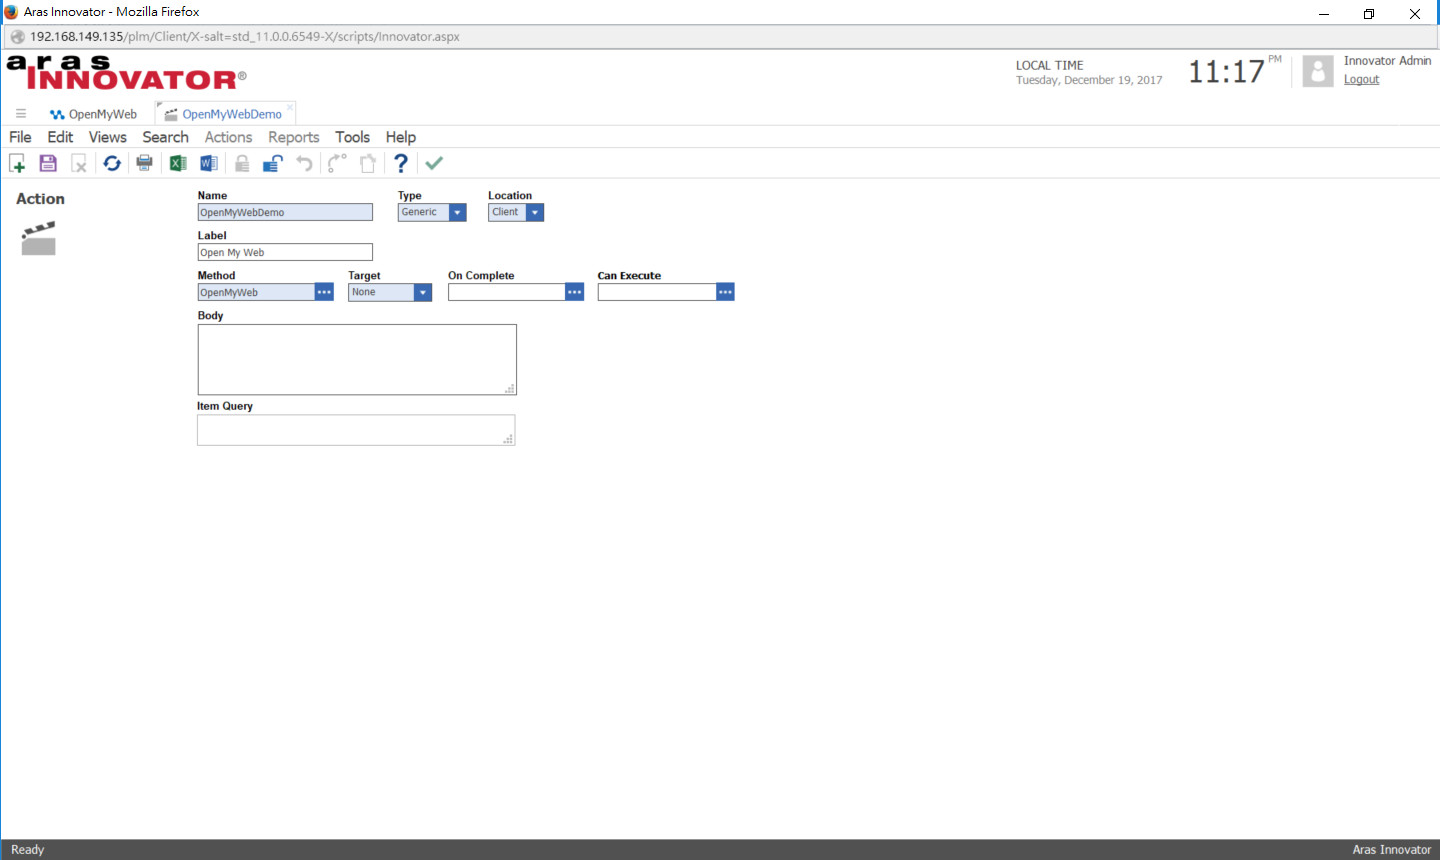 Aras Innovator - Mozilla Firefox
192.168.149.135/plm/Client/X-salt=std_11.0.0.6549-X/scripts/Innovator.aspx
aras
INNOVATOR®
LOCAL TIME
Tuesday, December 19, 2017
11:17 PM
Innovator Admin
Logout
OpenMyWeb
OpenMyWebDemo
File Edit Views Search Actions Reports Tools Help
Action
Name Type Location
OpenMyWebDemo Generic Client
Label
Open My Web
Method Target On Complete Can Execute
OpenMyWeb None
Body
Item Query
Ready
Aras Innovator